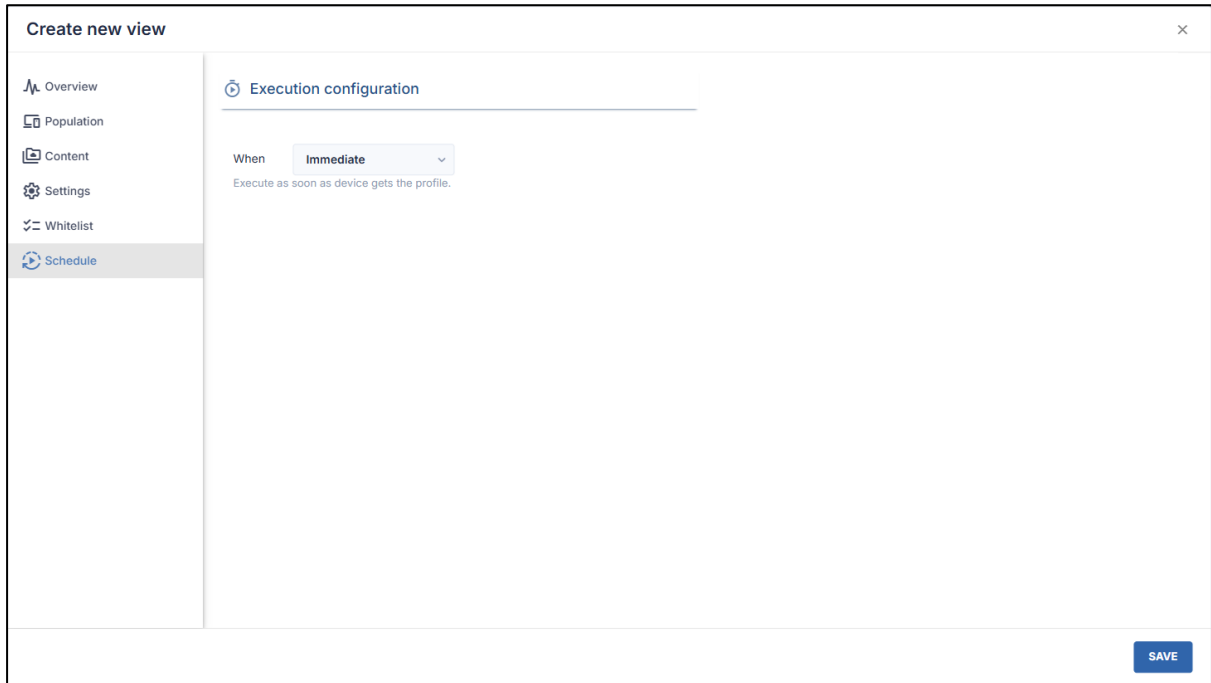 Create new view
Overview
Population
Content
Settings
Whitelist
Schedule
Execution configuration
When Immediate
Execute as soon as device gets the profile.
SAVE